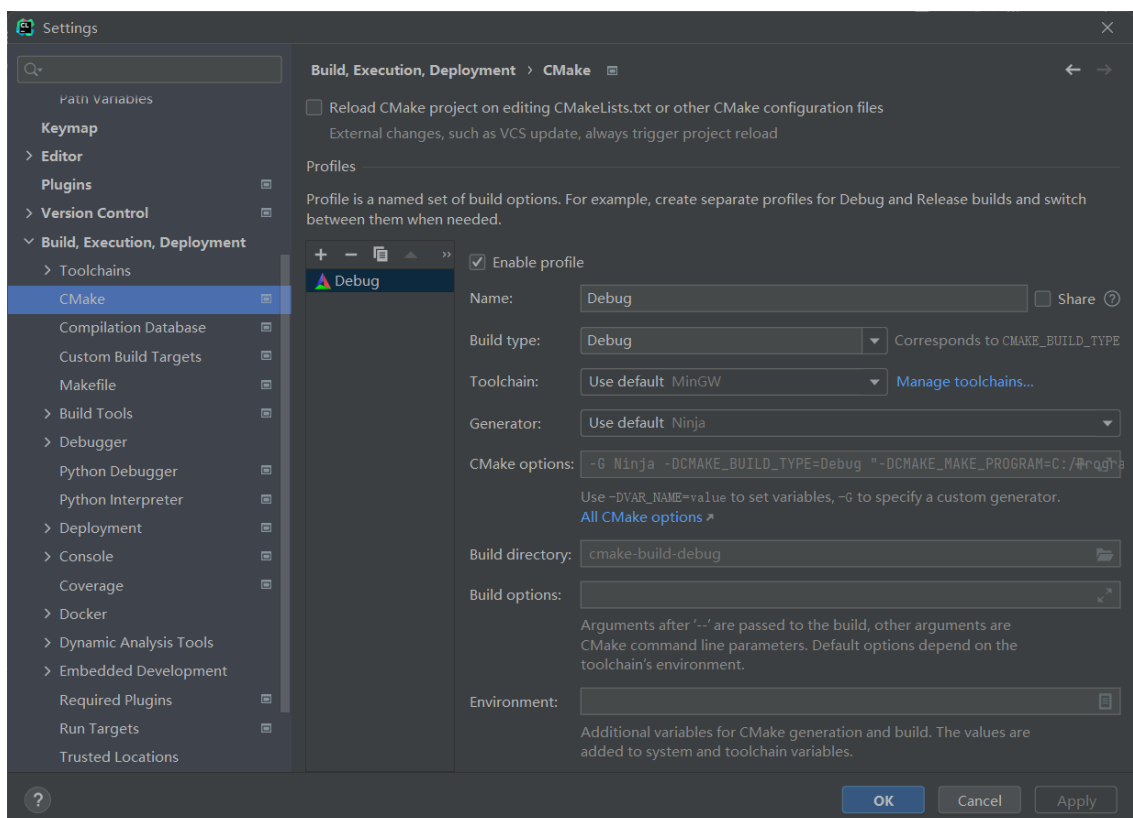 CL Settings
Path Variables
Keymap
Editor
Plugins
Version Control
Build, Execution, Deployment
Toolchains
CMake
Compilation Database
Custom Build Targets
Makefile
Build Tools
Debugger
Python Debugger
Python Interpreter
Deployment
Console
Coverage
Docker
Dynamic Analysis Tools
Embedded Development
Required Plugins
Run Targets
Trusted Locations
Build, Execution, Deployment › CMake
Reload CMake project on editing CMakeLists.txt or other CMake configuration files
External changes, such as VCS update, always trigger project reload
Profiles
Profile is a named set of build options. For example, create separate profiles for Debug and Release builds and switch
between them when needed.
Debug
Enable profile
Name: Debug Share
Build type: Debug Corresponds to CMAKE_BUILD_TYPE
Toolchain: Use default MinGW Manage toolchains...
Generator: Use default Ninja
CMake options: -G Ninja -DCMAKE_BUILD_TYPE=Debug "-DCMAKE_MAKE_PROGRAM=C:/
Use -DVAR_NAME=value to set variables, -G to specify a custom generator.
All CMake options ↗
Build directory: cmake-build-debug
Build options:
Arguments after '--' are passed to the build, other arguments are
CMake command line parameters. Default options depend on the
toolchain's environment.
Environment:
Additional variables for CMake generation and build. The values are
added to system and toolchain variables.
? OK Cancel Apply